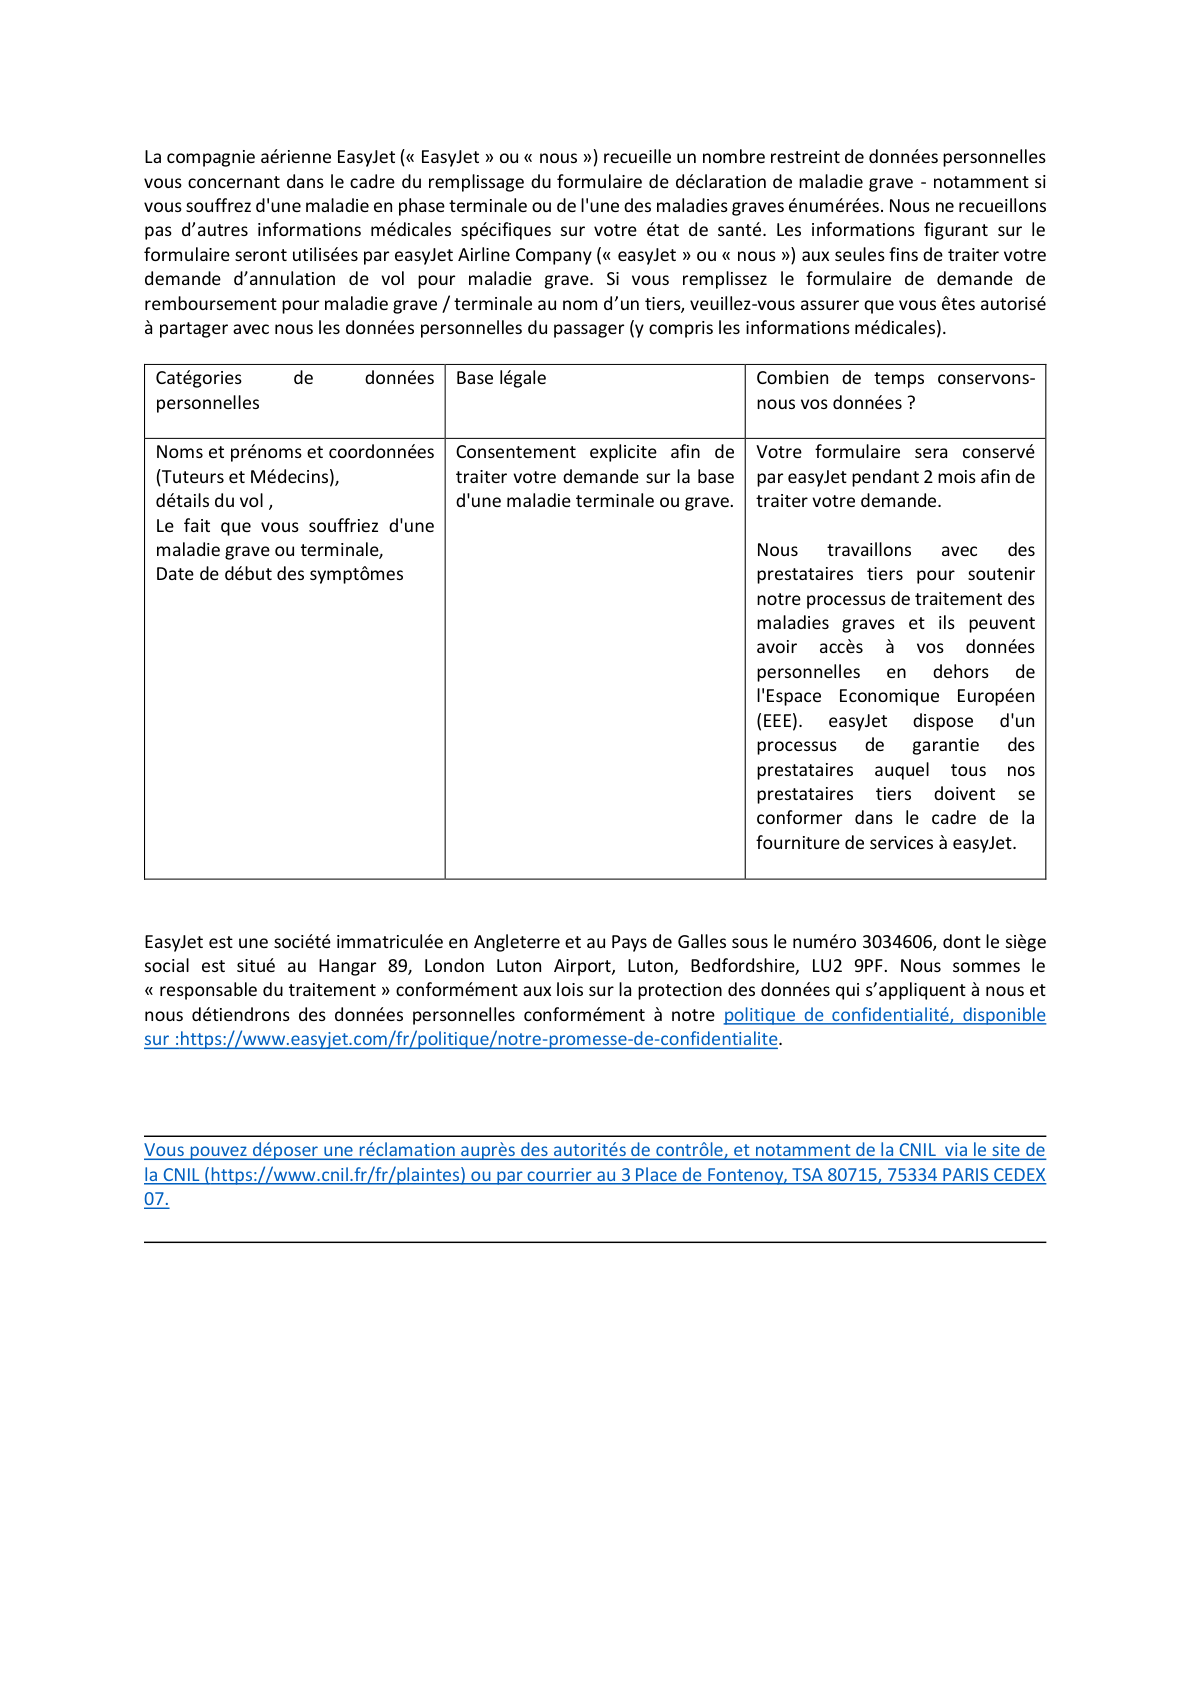 La compagnie aérienne EasyJet (« EasyJet » ou « nous ») recueille un nombre restreint de données personnelles
vous concernant dans le cadre du remplissage du formulaire de déclaration de maladie grave - notamment si
vous souffrez d'une maladie en phase terminale ou de l'une des maladies graves énumérées. Nous ne recueillons
pas d’autres informations médicales spécifiques sur votre état de santé. Les informations figurant sur le
formulaire seront utilisées par easyJet Airline Company (« easyJet » ou « nous ») aux seules fins de traiter votre
demande d’annulation de vol pour maladie grave. Si vous remplissez le formulaire de demande de
remboursement pour maladie grave / terminale au nom d’un tiers, veuillez-vous assurer que vous êtes autorisé
à partager avec nous les données personnelles du passager (y compris les informations médicales).
Catégories de données
personnelles
Base légale
Combien de temps conservons-
nous vos données ?
Noms et prénoms et coordonnées
(Tuteurs et Médecins),
détails du vol ,
Le fait que vous souffriez d'une
maladie grave ou terminale,
Date de début des symptômes
Consentement explicite afin de
traiter votre demande sur la base
d'une maladie terminale ou grave.
Votre formulaire sera conservé
par easyJet pendant 2 mois afin de
traiter votre demande.
Nous travaillons avec des
prestataires tiers pour soutenir
notre processus de traitement des
maladies graves et ils peuvent
avoir accès à vos données
personnelles en dehors de
l'Espace Economique Européen
(EEE). easyJet dispose d'un
processus de garantie des
prestataires auquel tous nos
prestataires tiers doivent se
conformer dans le cadre de la
fourniture de services à easyJet.
EasyJet est une société immatriculée en Angleterre et au Pays de Galles sous le numéro 3034606, dont le siège
social est situé au Hangar 89, London Luton Airport, Luton, Bedfordshire, LU2 9PF. Nous sommes le
« responsable du traitement » conformément aux lois sur la protection des données qui s’appliquent à nous et
nous détiendrons des données personnelles conformément à notre politique de confidentialité, disponible
sur :https://www.easyjet.com/fr/politique/notre-promesse-de-confidentialite.
Vous pouvez déposer une réclamation auprès des autorités de contrôle, et notamment de la CNIL  via le site de
la CNIL (https://www.cnil.fr/fr/plaintes) ou par courrier au 3 Place de Fontenoy, TSA 80715, 75334 PARIS CEDEX
07.